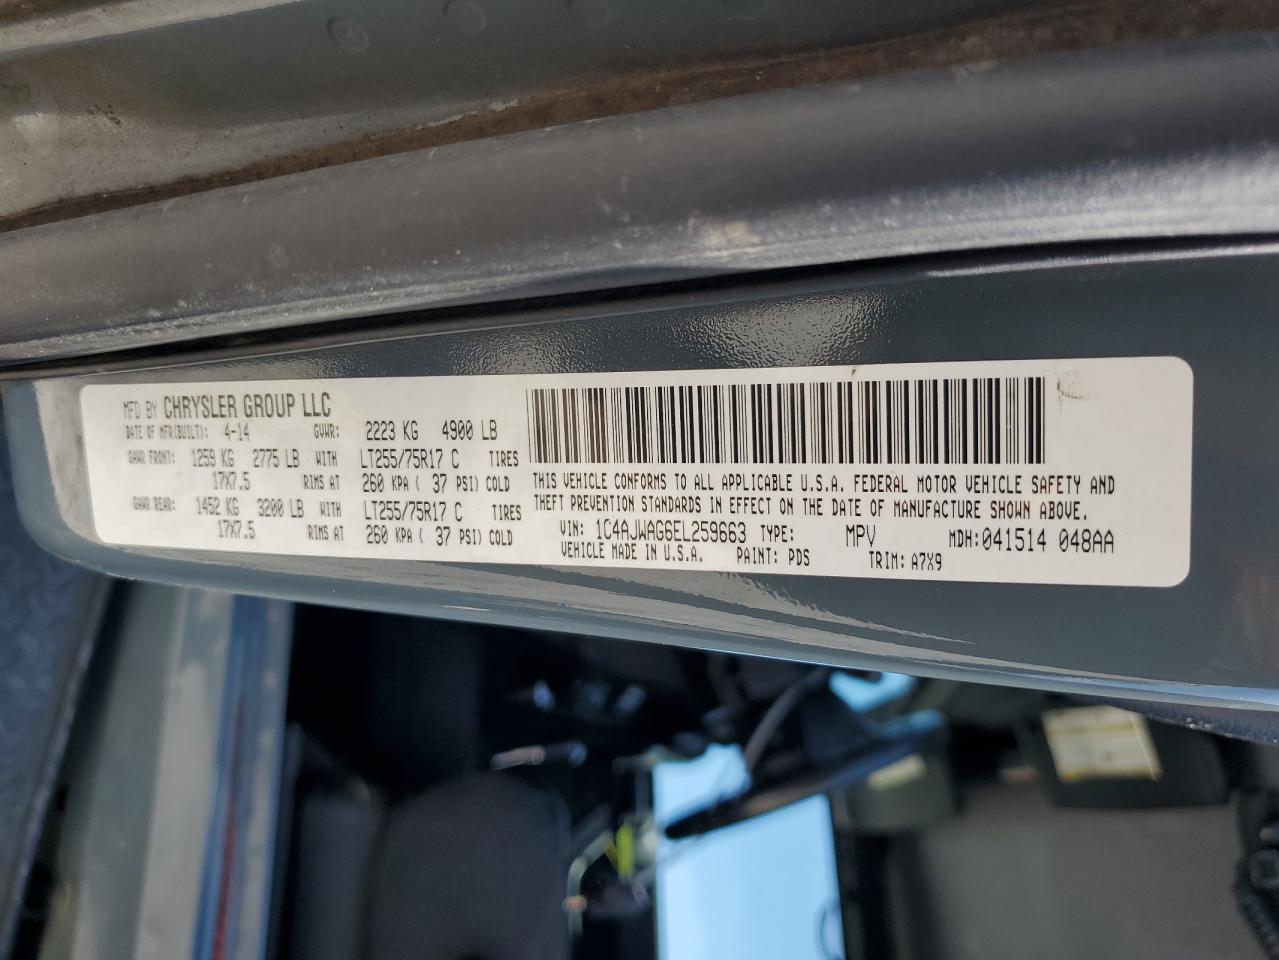 MFD BY CHRYSLER GROUP LLC
DATE OF MFR(BUILT): 4-14 GVWR: 2223 KG 4900 LB
GAWR FRONT: 1259 KG 2775 LB WITH LT255/75R17 C TIRES
17X7.5 RIMS AT 260 KPA ( 37 PSI) COLD
GAWR REAR: 1452 KG 3200 LB WITH LT255/75R17 C TIRES
17X7.5 RIMS AT 260 KPA ( 37 PSI) COLD
THIS VEHICLE CONFORMS TO ALL APPLICABLE U.S.A. FEDERAL MOTOR VEHICLE SAFETY AND
THEFT PREVENTION STANDARDS IN EFFECT ON THE DATE OF MANUFACTURE SHOWN ABOVE.
VIN: 1C4AJWAG6EL259663 TYPE: MPV MDH:041514 048AA
VEHICLE MADE IN U.S.A. PAINT: PDS TRIM: A7X9